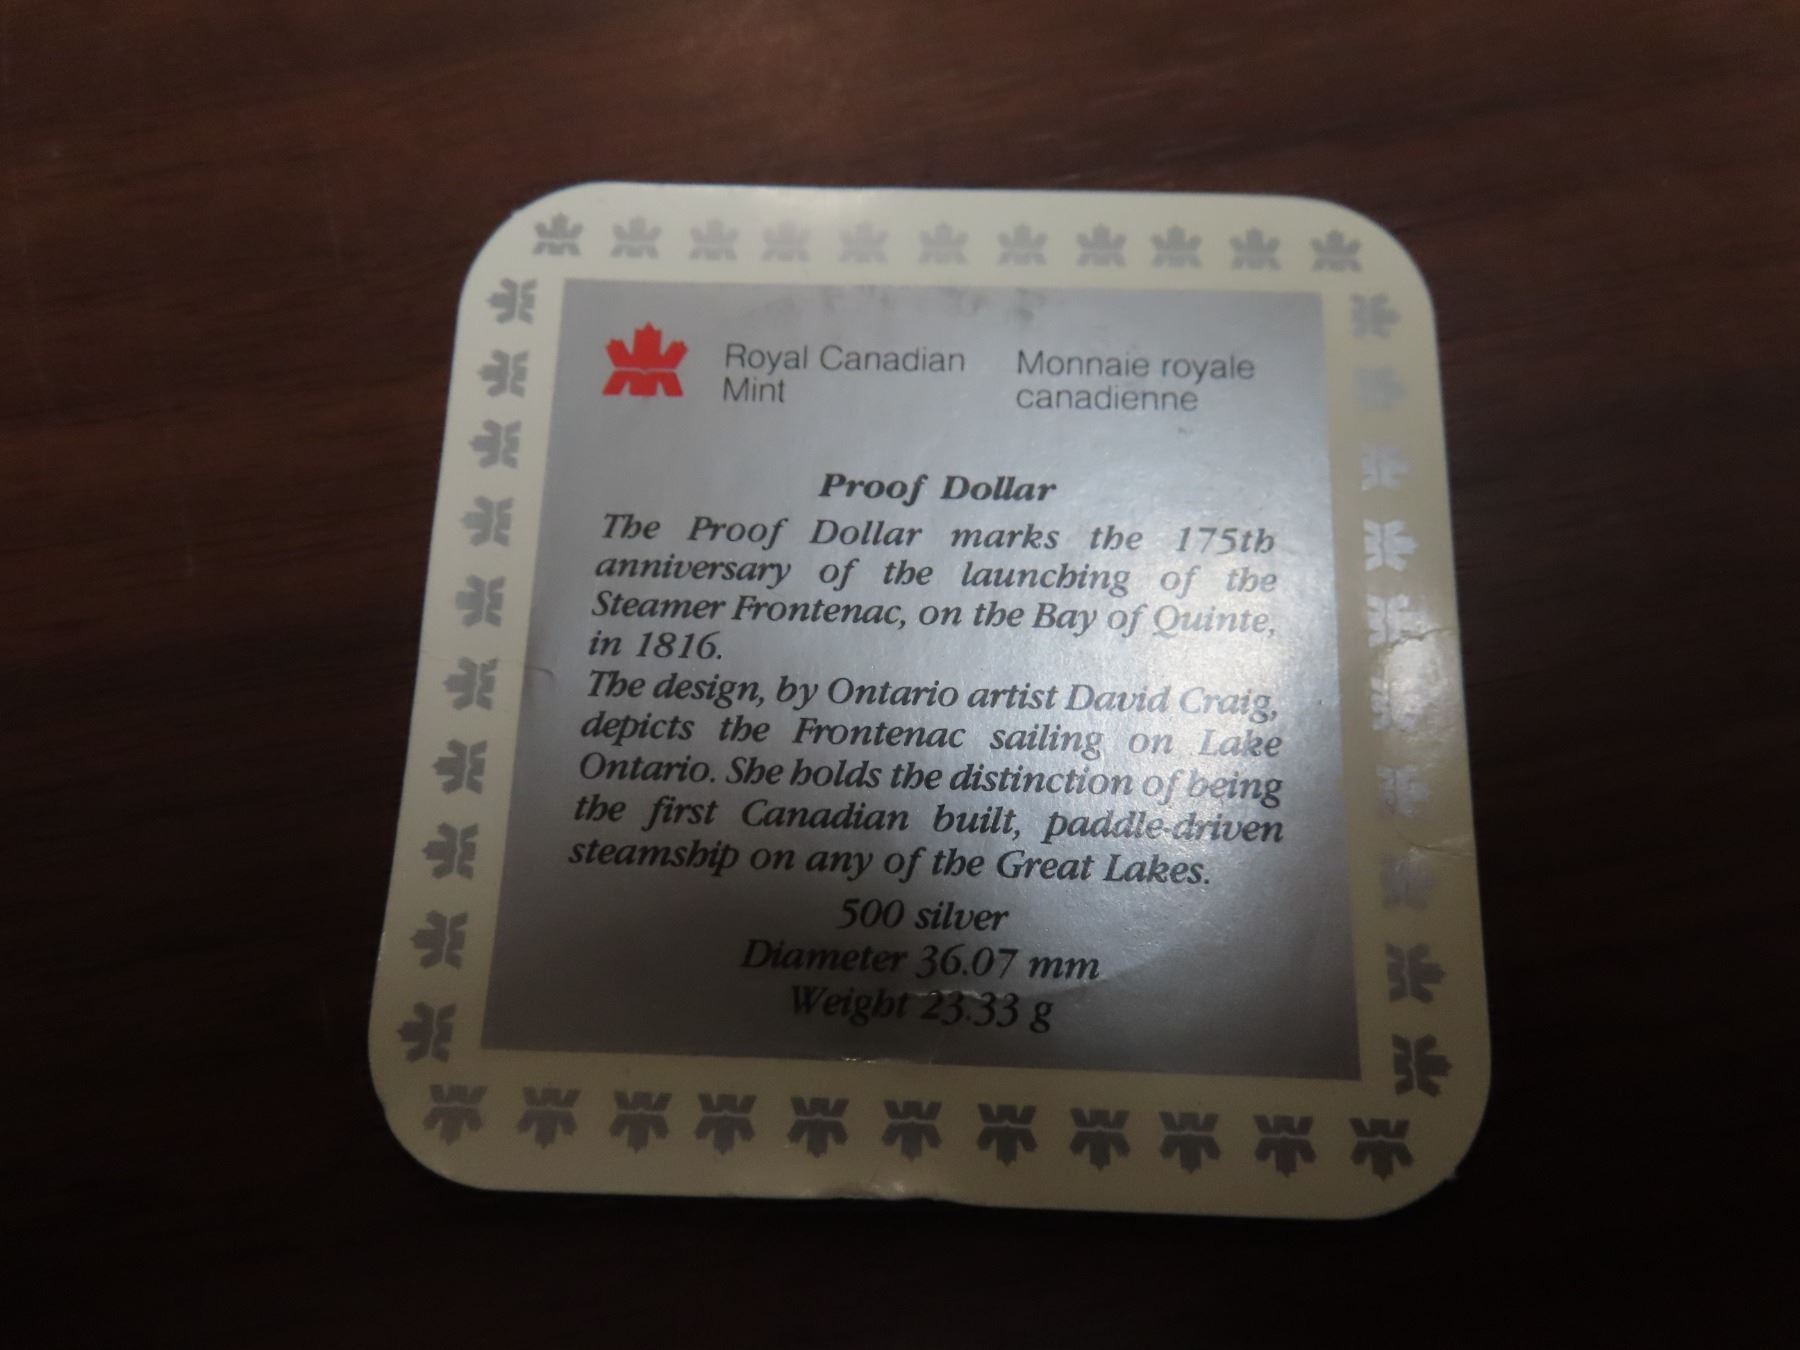 Royal Canadian
Mint
Monnaie royale
canadienne
Proof Dollar
The Proof Dollar marks the 175th
anniversary of the launching of the
Steamer Frontenac, on the Bay of Quinte,
in 1816.
The design, by Ontario artist David Craig,
depicts the Frontenac sailing on Lake
Ontario. She holds the distinction of being
the first Canadian built, paddle-driven
steamship on any of the Great Lakes.
500 silver
Diameter 36.07 mm
Weight 23.33 g